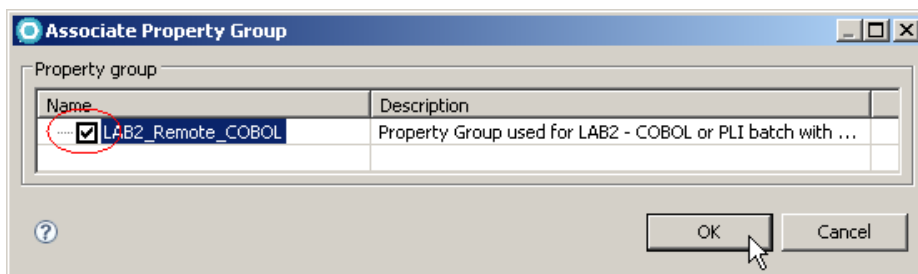 Associate Property Group
Property group
Name Description
LAB2_Remote_COBOL Property Group used for LAB2 - COBOL or PLI batch with ...
?
OK Cancel